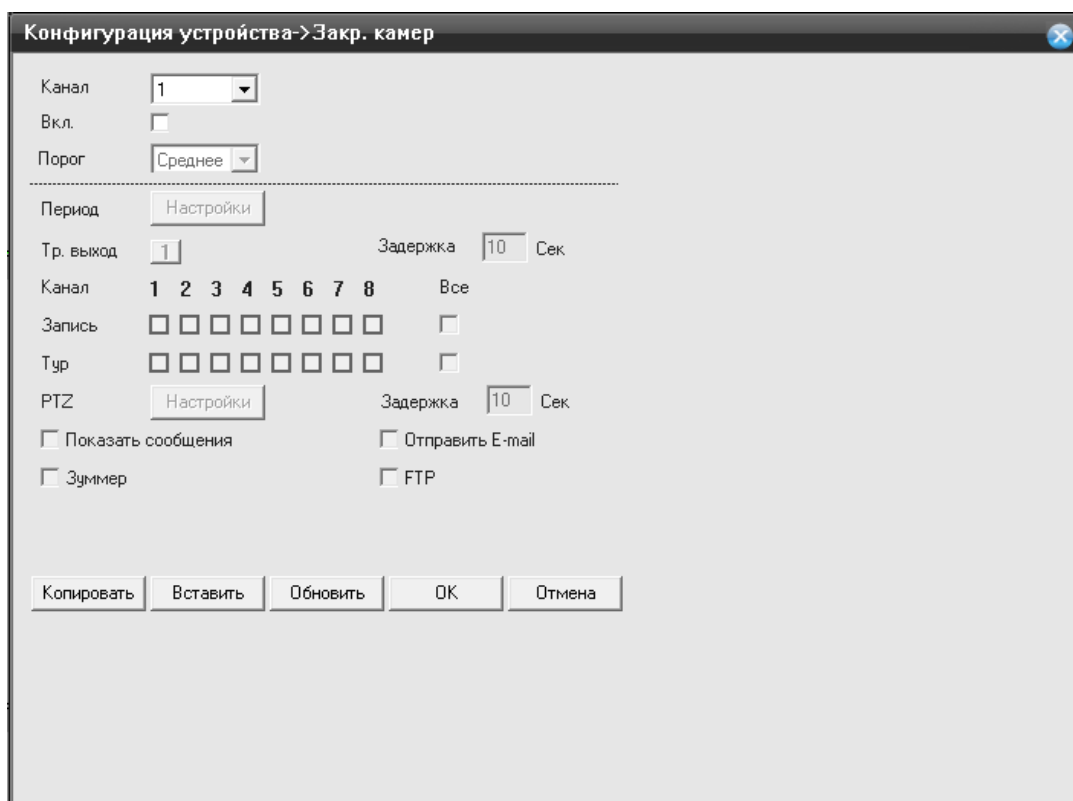 Конфигурация устройства->Закр. камер
Канал 1
Вкл.
Порог Среднее
Период Настройки
Тр. выход 1 Задержка 10 Сек
Канал 1 2 3 4 5 6 7 8 Все
Запись
Тур
PTZ Настройки Задержка 10 Сек
Показать сообщения Отправить E-mail
Зуммер FTP
Копировать Вставить Обновить OK Отмена